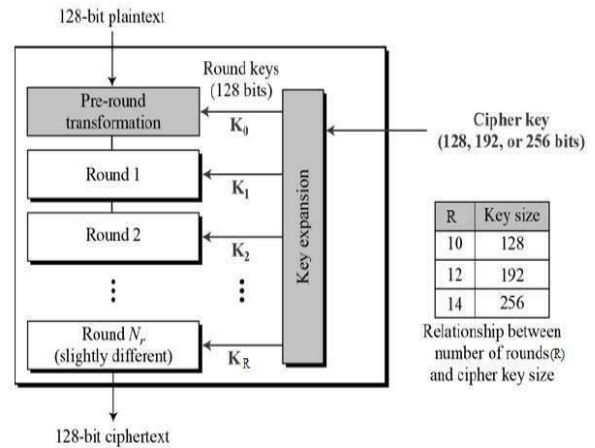 128-bit plaintext
Round keys
(128 bits)
Pre-round
transformation
K₀
Cipher key
(128, 192, or 256 bits)
Round 1
K₁
Round 2
K₂
Key expansion
R Key size
10 128
12 192
14 256
Relationship between
number of rounds(R)
and cipher key size
⋮ ⋮
Round Nᵣ
(slightly different)
K_R
128-bit ciphertext